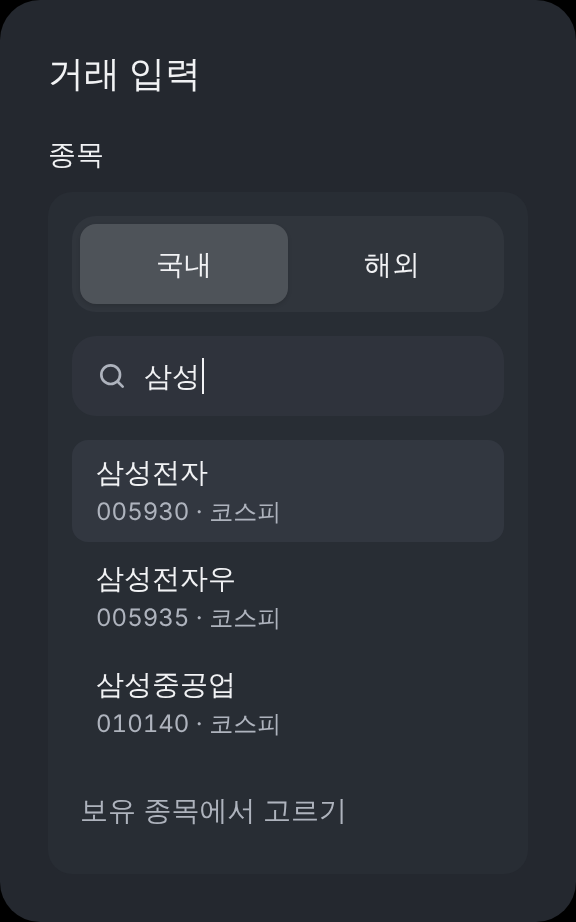 거래 입력
종목
국내
해외
삼성
삼성전자
005930 · 코스피
삼성전자우
005935 · 코스피
삼성중공업
010140 · 코스피
보유 종목에서 고르기